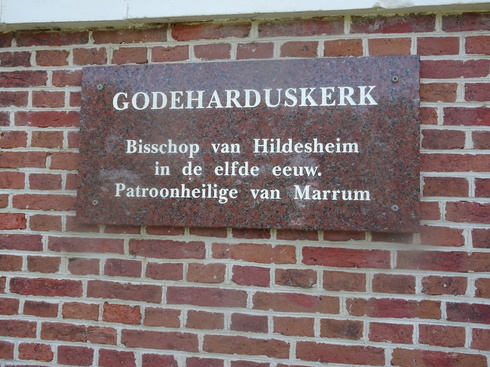 GODEHARDUSKERK
Bisschop van Hildesheim
in de elfde eeuw.
Patroonheilige van Marrum